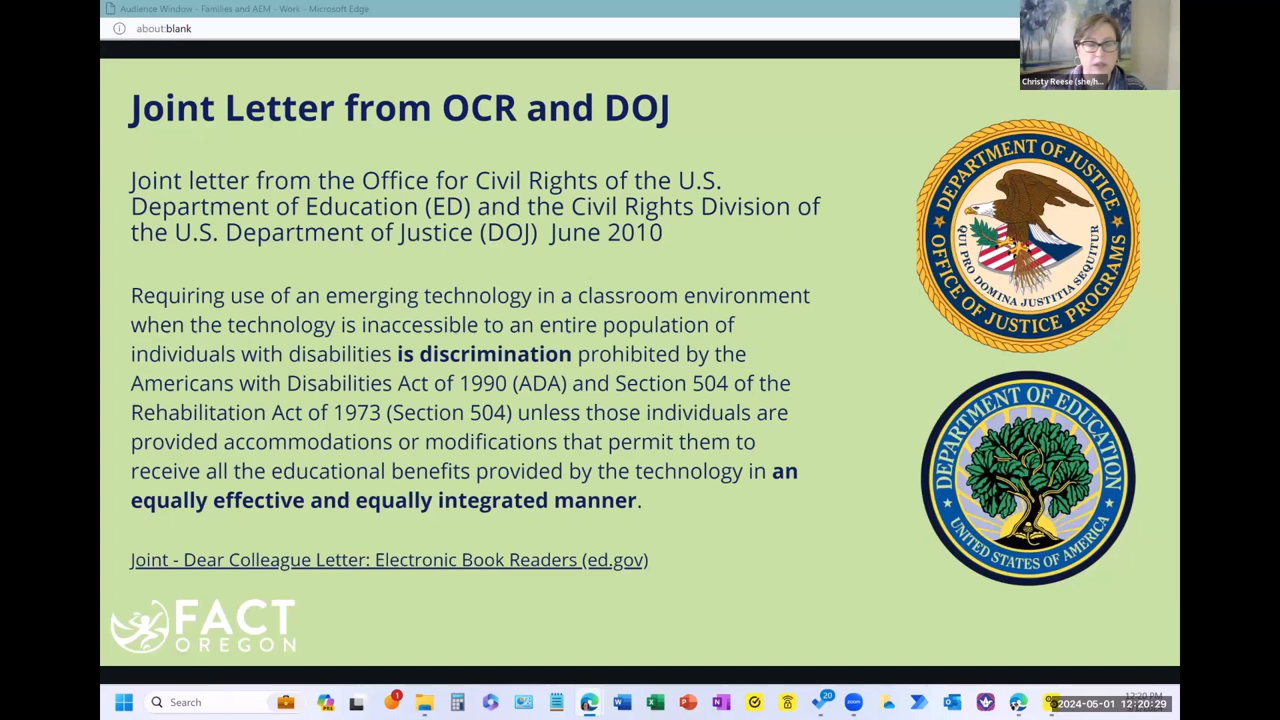 Audience Window - Families and AEM - Work - Microsoft Edge
about:blank
Christy Reese (she/h...
Joint Letter from OCR and DOJ
Joint letter from the Office for Civil Rights of the U.S.
Department of Education (ED) and the Civil Rights Division of
the U.S. Department of Justice (DOJ)  June 2010
Requiring use of an emerging technology in a classroom environment
when the technology is inaccessible to an entire population of
individuals with disabilities is discrimination prohibited by the
Americans with Disabilities Act of 1990 (ADA) and Section 504 of the
Rehabilitation Act of 1973 (Section 504) unless those individuals are
provided accommodations or modifications that permit them to
receive all the educational benefits provided by the technology in an
equally effective and equally integrated manner.
Joint - Dear Colleague Letter: Electronic Book Readers (ed.gov)
DEPARTMENT OF JUSTICE
OFFICE OF JUSTICE PROGRAMS
QUI PRO DOMINA JUSTITIA SEQUITUR
DEPARTMENT OF EDUCATION
UNITED STATES OF AMERICA
FACT
OREGON
Search
1
20
12:20 PM
2024-05-01 12:20:29